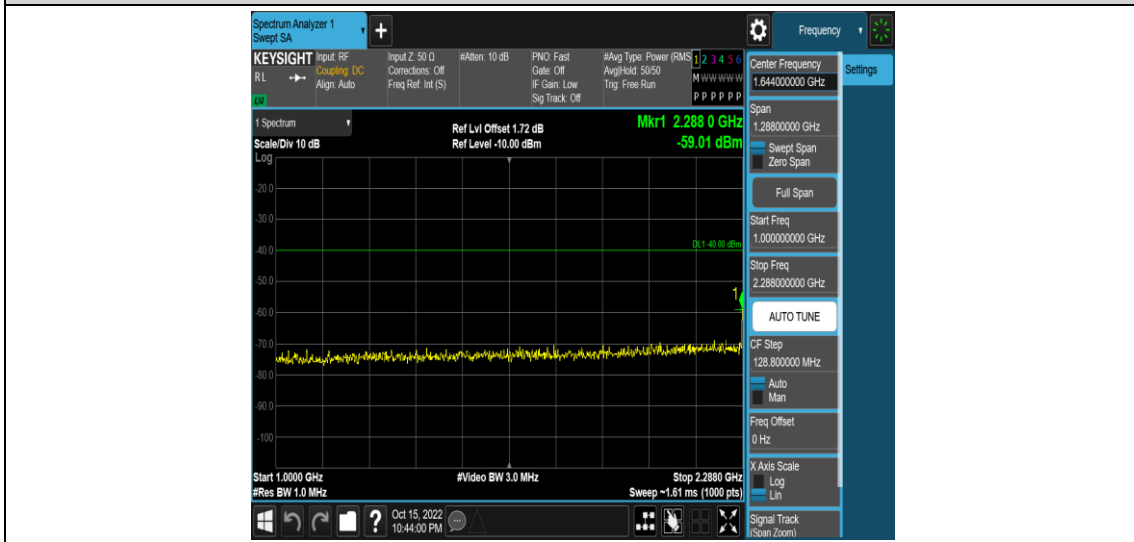 Spectrum Analyzer 1
Swept SA
+
Frequency
KEYSIGHT
RL
LXI
Input: RF
Coupling: DC
Align: Auto
Input Z: 50 Ω
Corrections: Off
Freq Ref: Int (S)
#Atten: 10 dB
PNO: Fast
Gate: Off
IF Gain: Low
Sig Track: Off
#Avg Type: Power (RMS
Avg|Hold: 50/50
Trig: Free Run
1 2 3 4 5 6
M W W W W W
P P P P P P
Center Frequency
1.644000000 GHz
Settings
1 Spectrum
Scale/Div 10 dB
Log
Ref Lvl Offset 1.72 dB
Ref Level -10.00 dBm
Mkr1 2.288 0 GHz
-59.01 dBm
-20.0
-30.0
-40.0
-50.0
-60.0
-70.0
-80.0
-90.0
-100
DL1 -40.00 dBm
1
Span
1.28800000 GHz
Swept Span
Zero Span
Full Span
Start Freq
1.000000000 GHz
Stop Freq
2.288000000 GHz
AUTO TUNE
CF Step
128.800000 MHz
Auto
Man
Freq Offset
0 Hz
X Axis Scale
Log
Lin
Signal Track
(Span Zoom)
Start 1.0000 GHz
#Res BW 1.0 MHz
#Video BW 3.0 MHz
Stop 2.2880 GHz
Sweep ~1.61 ms (1000 pts)
?
Oct 15, 2022
10:44:00 PM